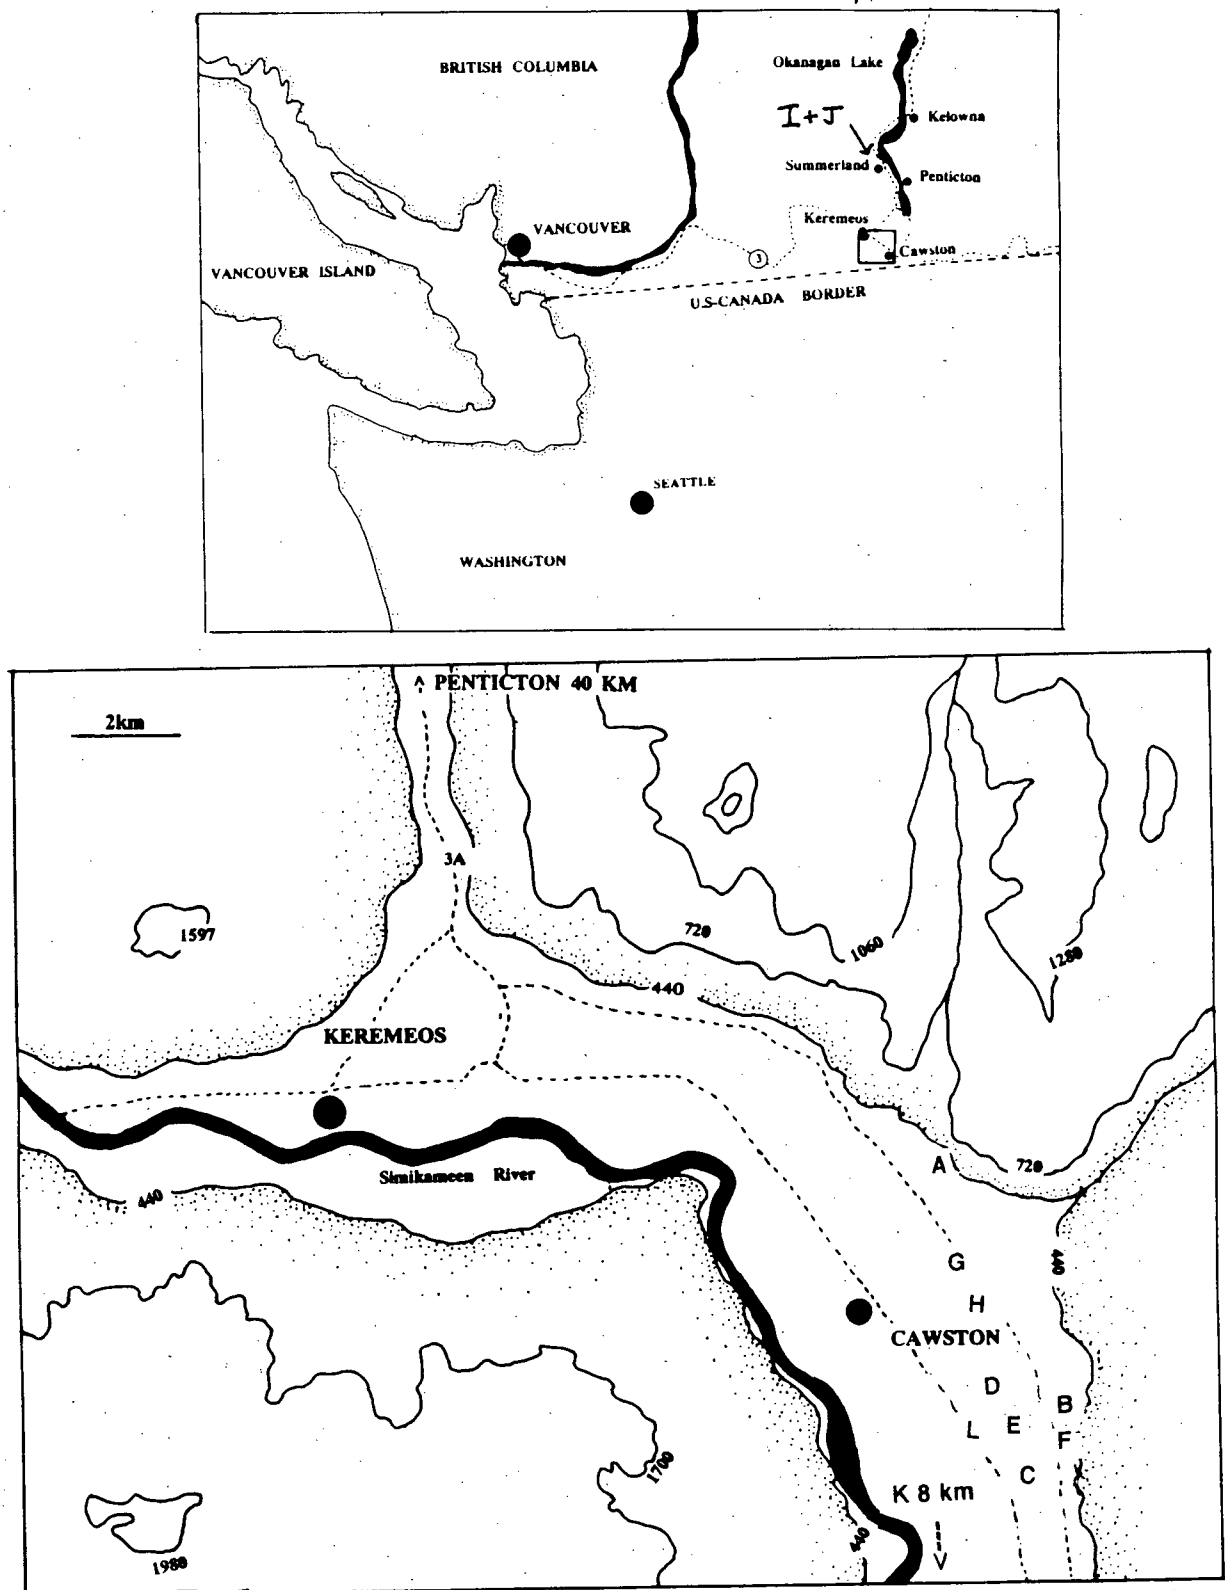 BRITISH COLUMBIA
Okanagan Lake
I+J
Kelowna
Summerland
Penticton
Keremeos
VANCOUVER
Cawston
3
VANCOUVER ISLAND
U.S-CANADA BORDER
SEATTLE
WASHINGTON
^ PENTICTON 40 KM
2km
3A
1597
720
1060
1280
440
KEREMEOS
A
720
Simikameen River
440
G
440
H
CAWSTON
D
B
L
E
F
C
1700
K 8 km
440
1980